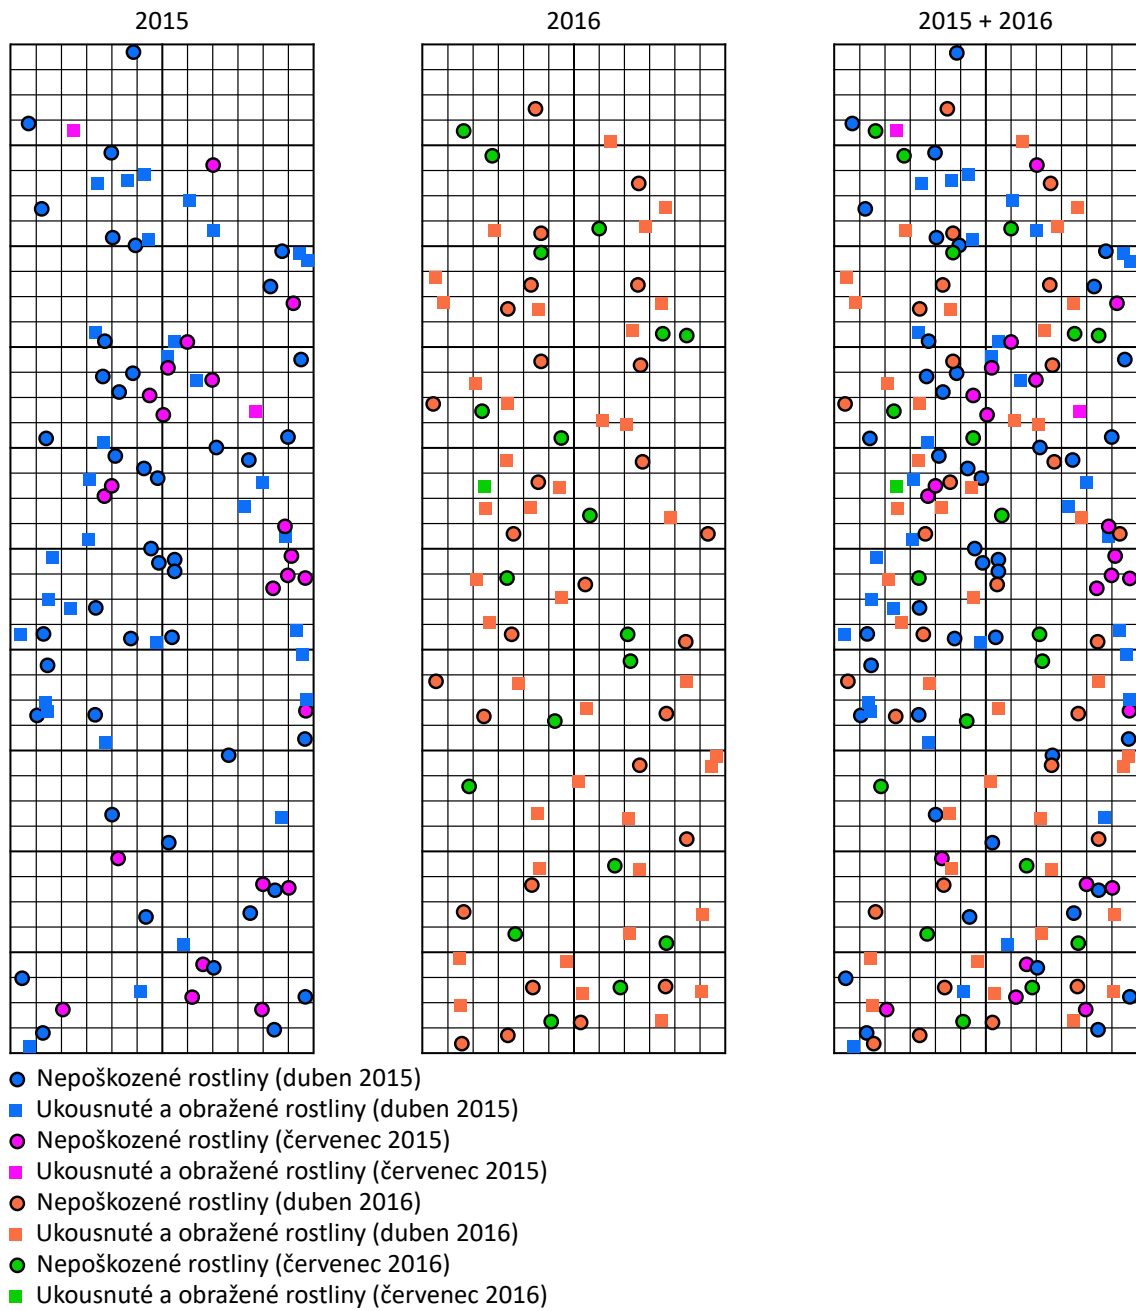 2015
2016
2015 + 2016
Nepoškozené rostliny (duben 2015)
Ukousnuté a obražené rostliny (duben 2015)
Nepoškozené rostliny (červenec 2015)
Ukousnuté a obražené rostliny (červenec 2015)
Nepoškozené rostliny (duben 2016)
Ukousnuté a obražené rostliny (duben 2016)
Nepoškozené rostliny (červenec 2016)
Ukousnuté a obražené rostliny (červenec 2016)